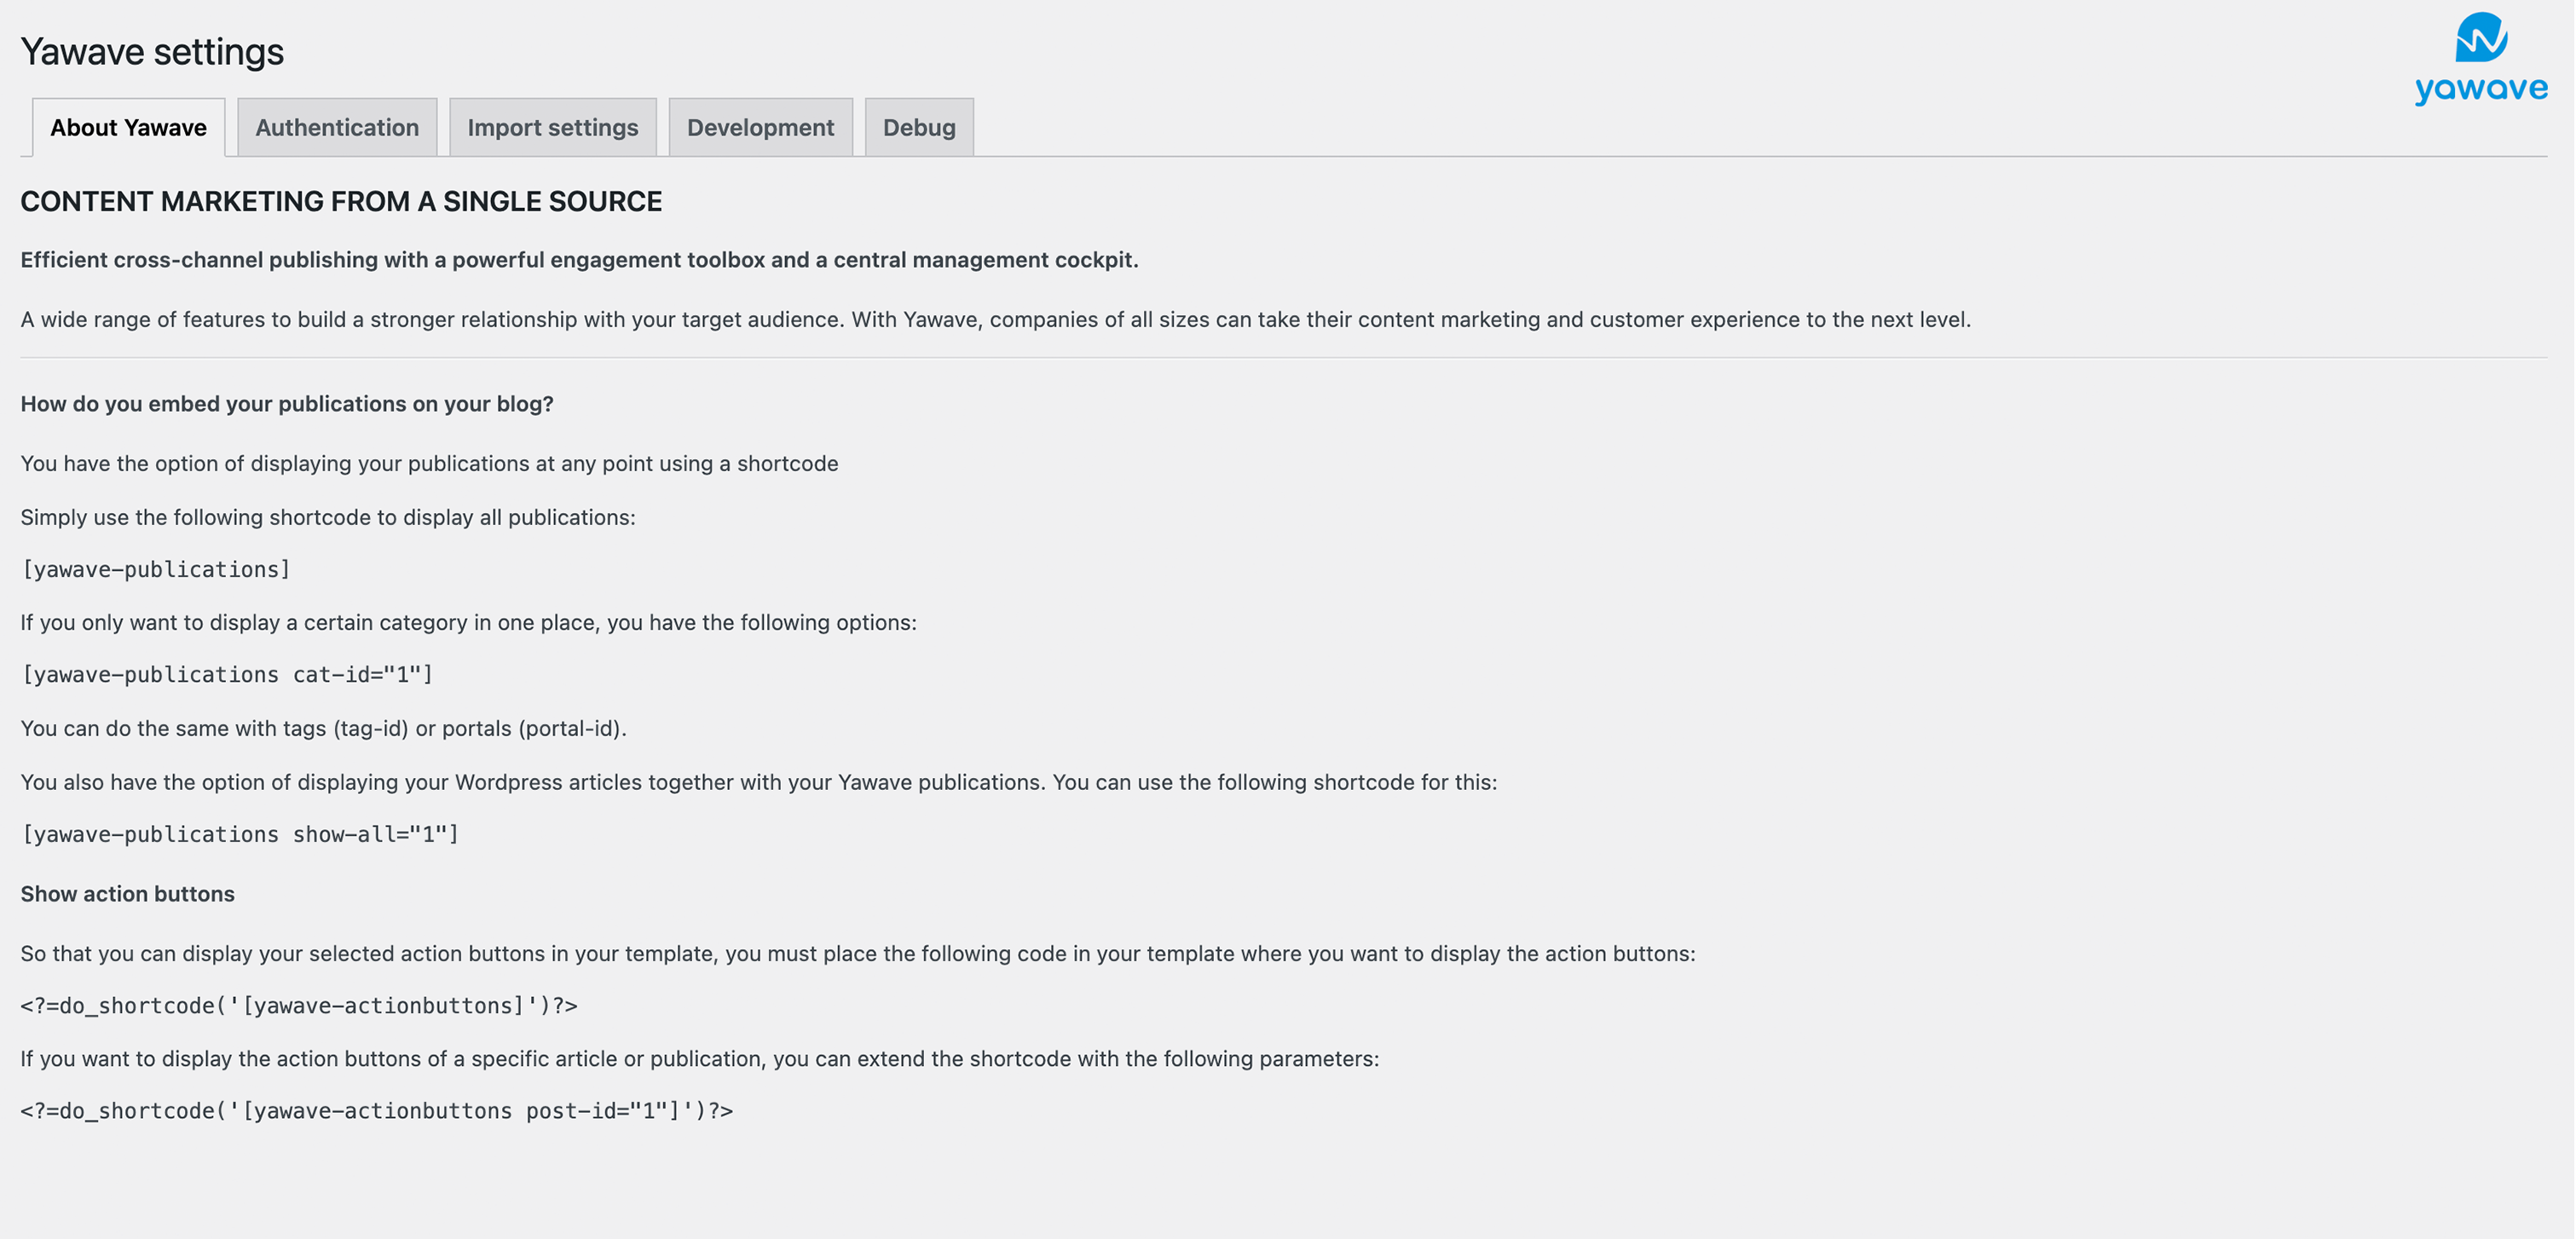 Yawave settings
yawave
About Yawave
Authentication
Import settings
Development
Debug
CONTENT MARKETING FROM A SINGLE SOURCE
Efficient cross-channel publishing with a powerful engagement toolbox and a central management cockpit.
A wide range of features to build a stronger relationship with your target audience. With Yawave, companies of all sizes can take their content marketing and customer experience to the next level.
How do you embed your publications on your blog?
You have the option of displaying your publications at any point using a shortcode
Simply use the following shortcode to display all publications:
[yawave-publications]
If you only want to display a certain category in one place, you have the following options:
[yawave-publications cat-id="1"]
You can do the same with tags (tag-id) or portals (portal-id).
You also have the option of displaying your Wordpress articles together with your Yawave publications. You can use the following shortcode for this:
[yawave-publications show-all="1"]
Show action buttons
So that you can display your selected action buttons in your template, you must place the following code in your template where you want to display the action buttons:
<?=do_shortcode('[yawave-actionbuttons]')?>
If you want to display the action buttons of a specific article or publication, you can extend the shortcode with the following parameters:
<?=do_shortcode('[yawave-actionbuttons post-id="1"]')?>